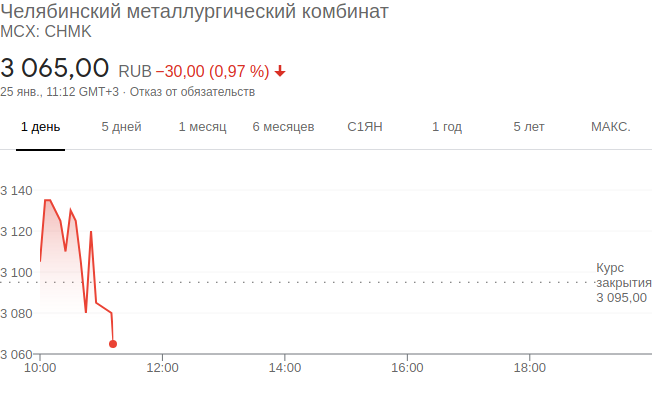 Челябинский металлургический комбинат
MCX: CHMK
3 065,00 RUB −30,00 (0,97 %)
25 янв., 11:12 GMT+3 · Отказ от обязательств
1 день 5 дней 1 месяц 6 месяцев С1ЯН 1 год 5 лет МАКС.
3 140
3 120
3 100
3 080
3 060
Курс
закрытия
3 095,00
10:00 12:00 14:00 16:00 18:00